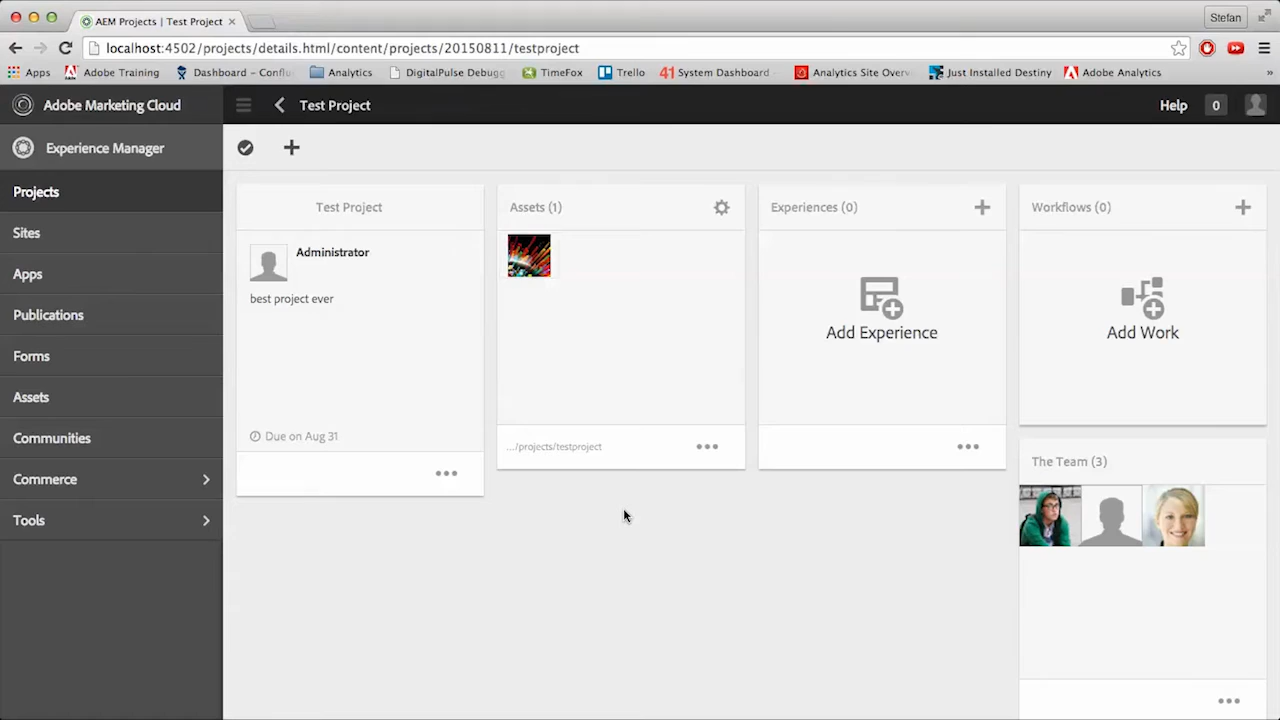 AEM Projects | Test Project
Stefan
localhost:4502/projects/details.html/content/projects/20150811/testproject
Apps
Adobe Training
Dashboard – Conflu
Analytics
DigitalPulse Debugg
TimeFox
Trello
41 System Dashboard
Analytics Site Overv
Just Installed Destiny
Adobe Analytics
»
Adobe Marketing Cloud
Test Project
Help
0
Experience Manager
Projects
Sites
Apps
Publications
Forms
Assets
Communities
Commerce
Tools
Test Project
Administrator
best project ever
Due on Aug 31
Assets (1)
.../projects/testproject
Experiences (0)
Add Experience
Workflows (0)
Add Work
The Team (3)